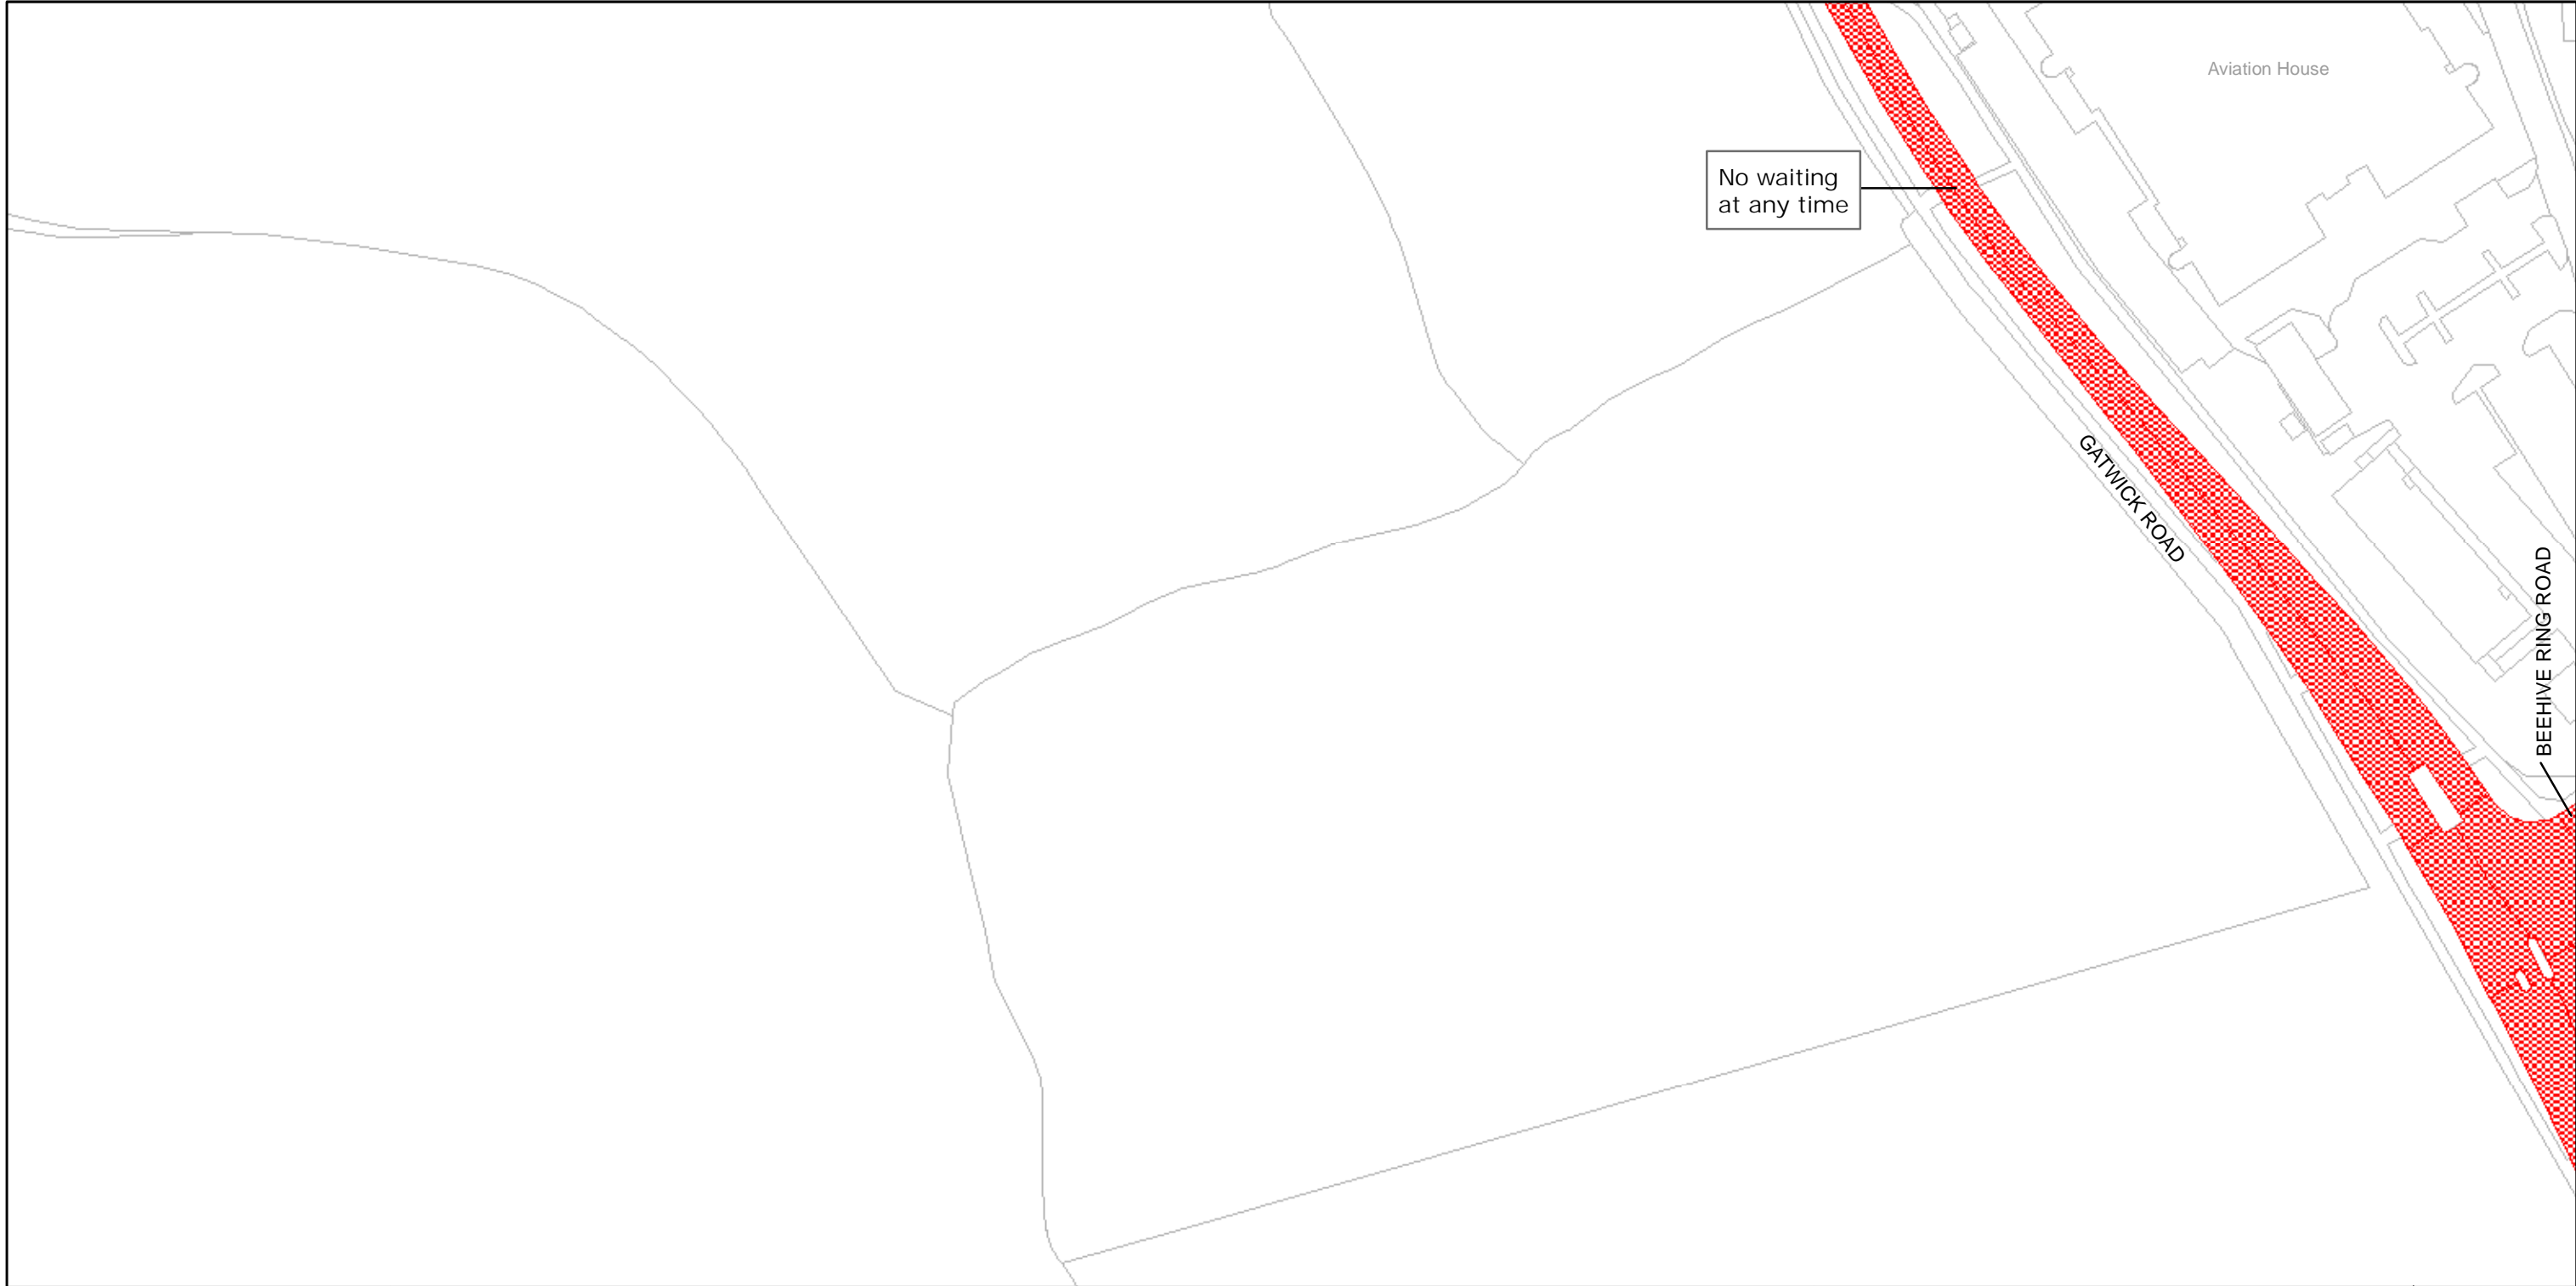 Aviation House
No waiting
at any time
GATWICK ROAD
BEEHIVE RING ROAD